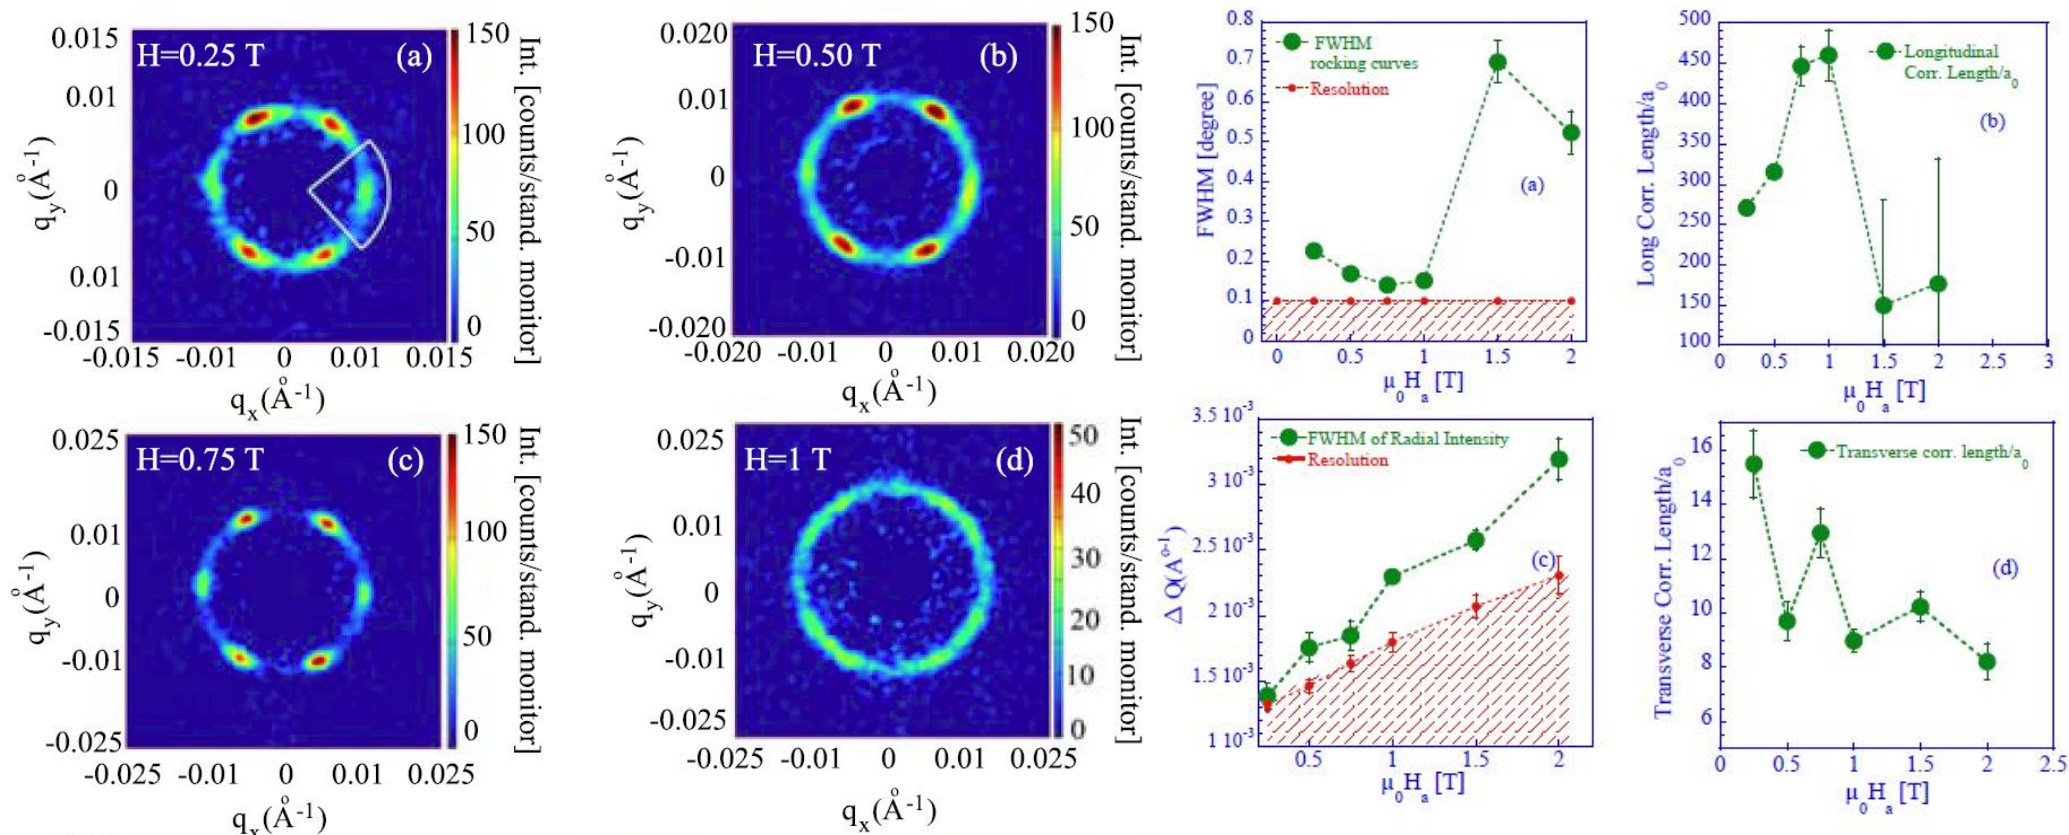 H=0.25 T
(a)
0.015
0.01
0
0.01
-0.015
-0.015 -0.01 0 0.01 0.015
qy(Å-1)
qx(Å-1)
150
100
50
0
Int. [counts/stand. monitor]
H=0.50 T
(b)
0.020
0.01
0
-0.01
-0.020
-0.020 -0.01 0 0.01 0.020
qy(Å-1)
qx(Å-1)
150
100
50
0
Int. [counts/stand. monitor]
FWHM
rocking curves
Resolution
(a)
0.8
0.7
0.6
0.5
0.4
0.3
0.2
0.1
0
0 0.5 1 1.5 2
FWHM [degree]
μ0Ha [T]
Longitudinal
Corr. Length/a0
(b)
500
450
400
350
300
250
200
150
100
0 0.5 1 1.5 2 2.5 3
Long Corr. Length/a0
μ0Ha [T]
H=0.75 T
(c)
0.025
0.01
0
-0.01
-0.025
-0.025 -0.01 0 0.01 0.025
qy(Å-1)
qx(Å-1)
150
100
50
0
Int. [counts/stand. monitor]
H=1 T
(d)
0.025
0.01
0
-0.01
-0.025
-0.025 -0.01 0 0.01 0.025
qy(Å-1)
qx(Å-1)
50
40
30
20
10
0
Int. [counts/stand. monitor]
FWHM of Radial Intensity
Resolution
(c)
3.5 10-3
3 10-3
2.5 10-3
2 10-3
1.5 10-3
1 10-3
0.5 1 1.5 2
Δ Q(Ao-1)
μ0Ha [T]
Transverse corr. length/a0
(d)
16
14
12
10
8
6
0 0.5 1 1.5 2 2.5
Transverse Corr. Length/a0
μ0Ha [T]